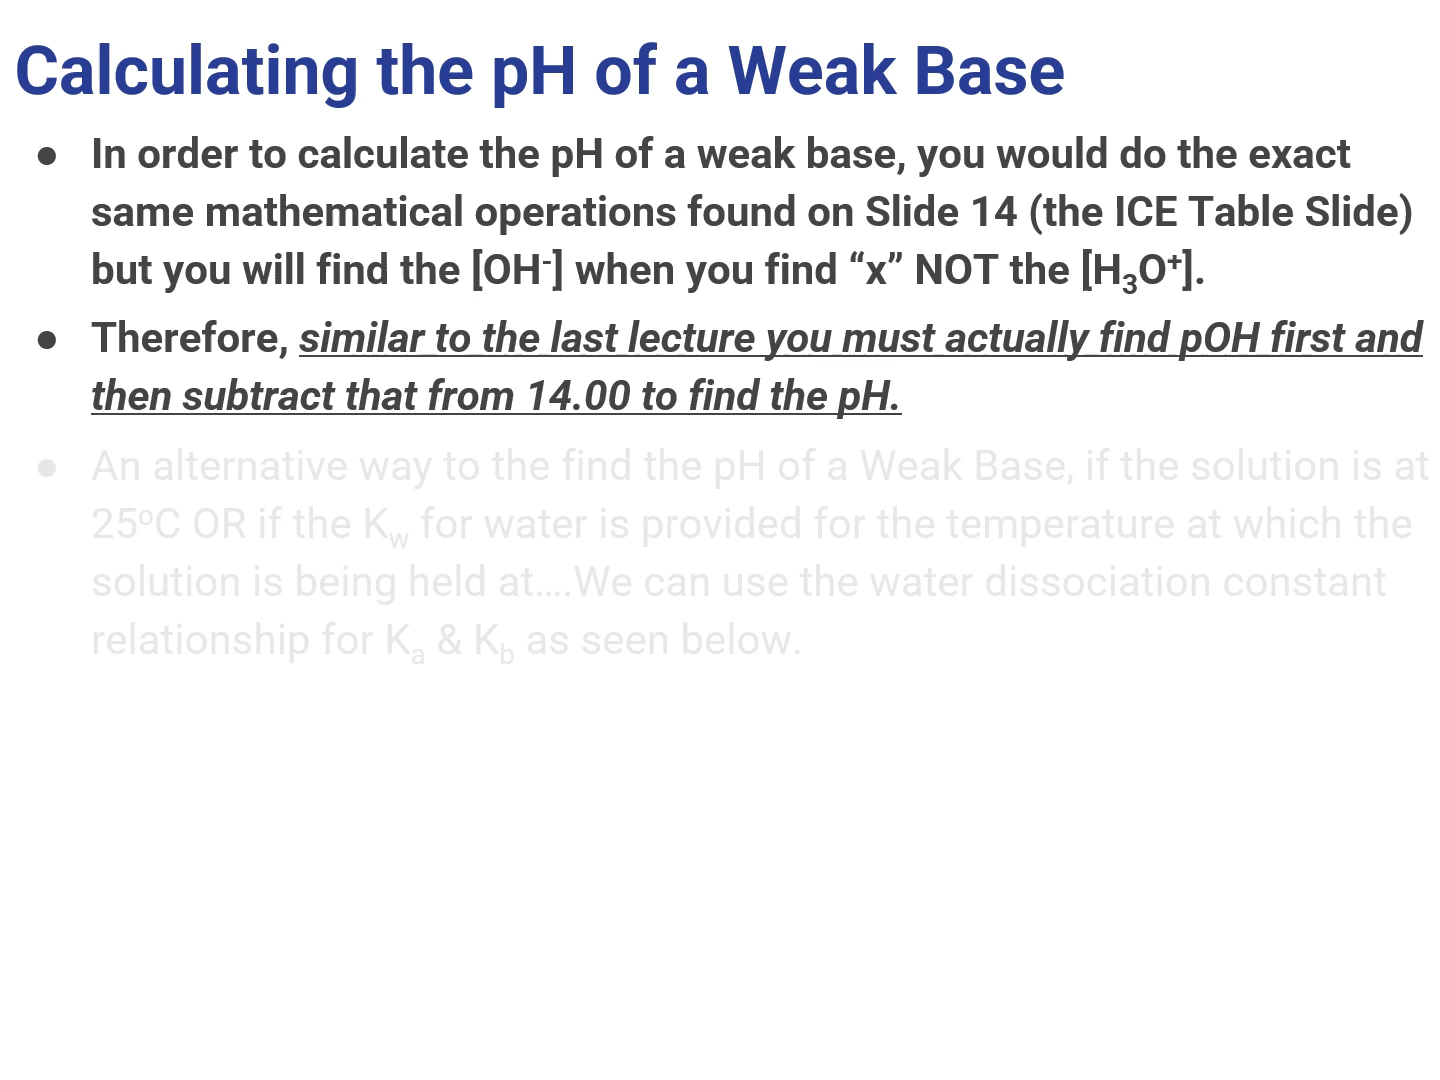 Calculating the pH of a Weak Base
● In order to calculate the pH of a weak base, you would do the exact
same mathematical operations found on Slide 14 (the ICE Table Slide)
but you will find the [OH⁻] when you find “x” NOT the [H₃O⁺].
● Therefore, similar to the last lecture you must actually find pOH first and
then subtract that from 14.00 to find the pH.
● An alternative way to the find the pH of a Weak Base, if the solution is at
25ºC OR if the Kw for water is provided for the temperature at which the
solution is being held at….We can use the water dissociation constant
relationship for Ka & Kb as seen below.